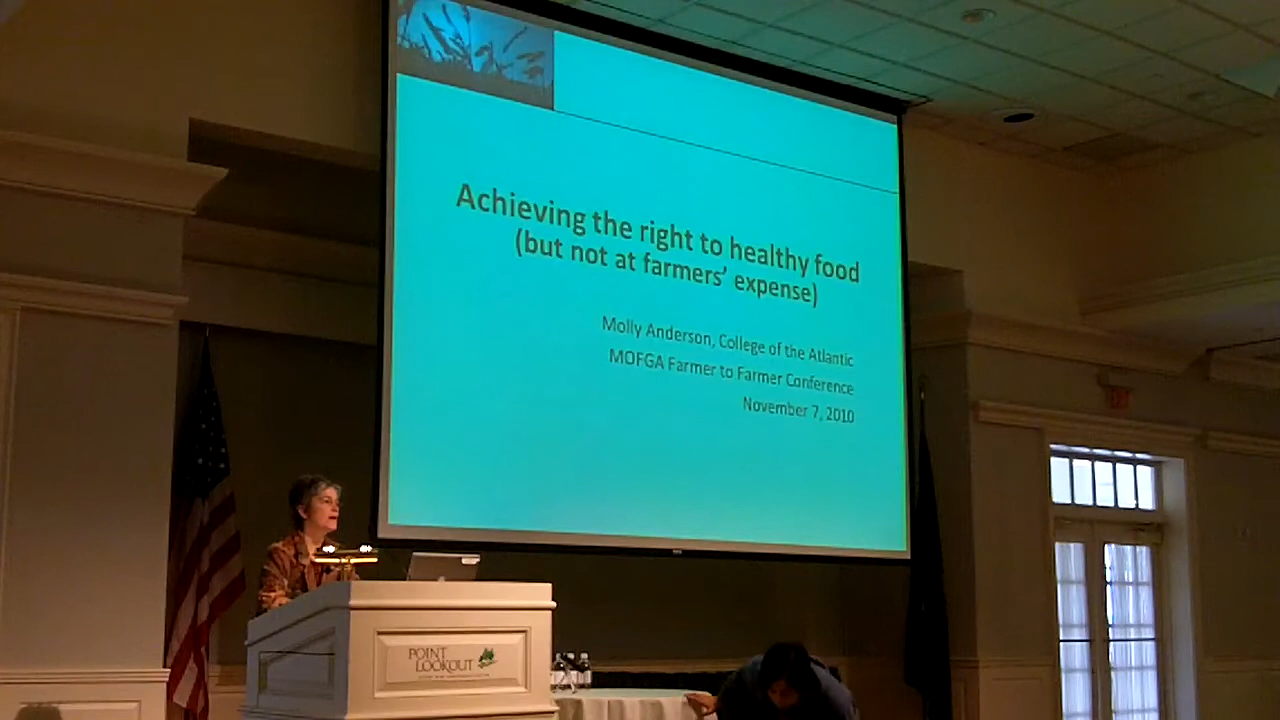 Achieving the right to healthy food
(but not at farmers' expense)
Molly Anderson, College of the Atlantic
MOFGA Farmer to Farmer Conference
November 7, 2010
POINT
LOOKOUT